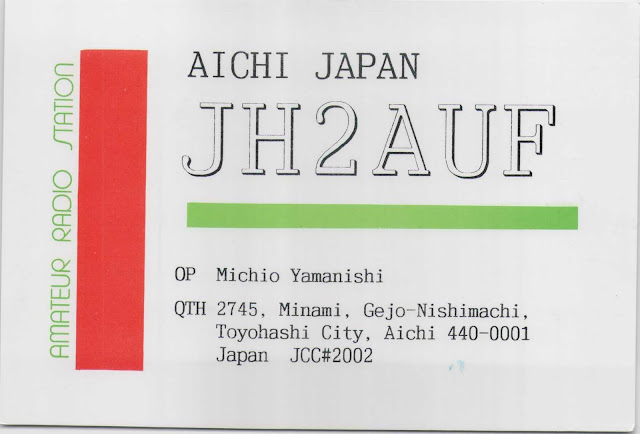 AICHI JAPAN
JH2AUF
AMATEUR RADIO STATION
OP Michio Yamanishi
QTH 2745, Minami, Gejo-Nishimachi,
Toyohashi City, Aichi 440-0001
Japan JCC#2002